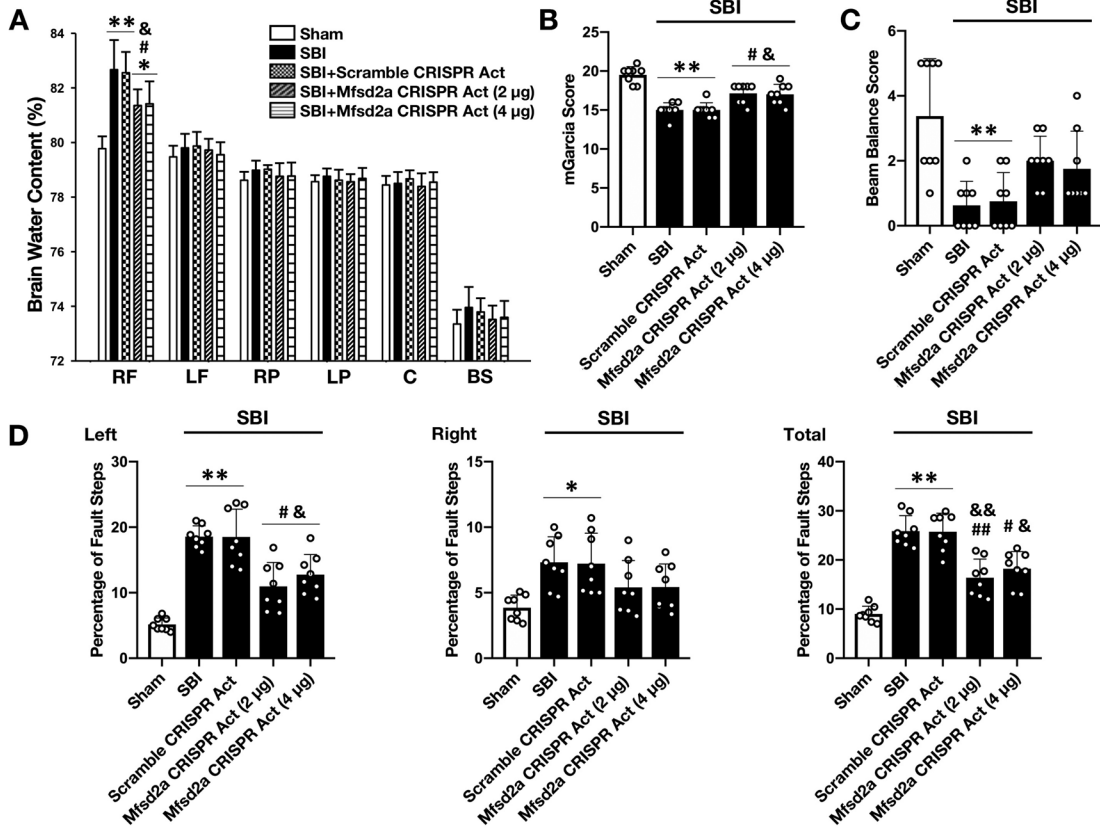 A
Brain Water Content (%)
84
82
80
78
76
74
72
**
&
#
*
Sham
SBI
SBI+Scramble CRISPR Act
SBI+Mfsd2a CRISPR Act (2 µg)
SBI+Mfsd2a CRISPR Act (4 µg)
RF LF RP LP C BS
B
SBI
mGarcia Score
25
20
15
10
5
0
**
# &
Sham
SBI
Scramble CRISPR Act
Mfsd2a CRISPR Act (2 µg)
Mfsd2a CRISPR Act (4 µg)
C
SBI
Beam Balance Score
6
4
2
0
**
Sham
SBI
Scramble CRISPR Act
Mfsd2a CRISPR Act (2 µg)
Mfsd2a CRISPR Act (4 µg)
D
Left
SBI
Percentage of Fault Steps
30
20
10
0
**
# &
Sham
SBI
Scramble CRISPR Act
Mfsd2a CRISPR Act (2 µg)
Mfsd2a CRISPR Act (4 µg)
Right
SBI
Percentage of Fault Steps
15
10
5
0
*
Sham
SBI
Scramble CRISPR Act
Mfsd2a CRISPR Act (2 µg)
Mfsd2a CRISPR Act (4 µg)
Total
SBI
Percentage of Fault Steps
40
30
20
10
0
**
&&
##
# &
Sham
SBI
Scramble CRISPR Act
Mfsd2a CRISPR Act (2 µg)
Mfsd2a CRISPR Act (4 µg)